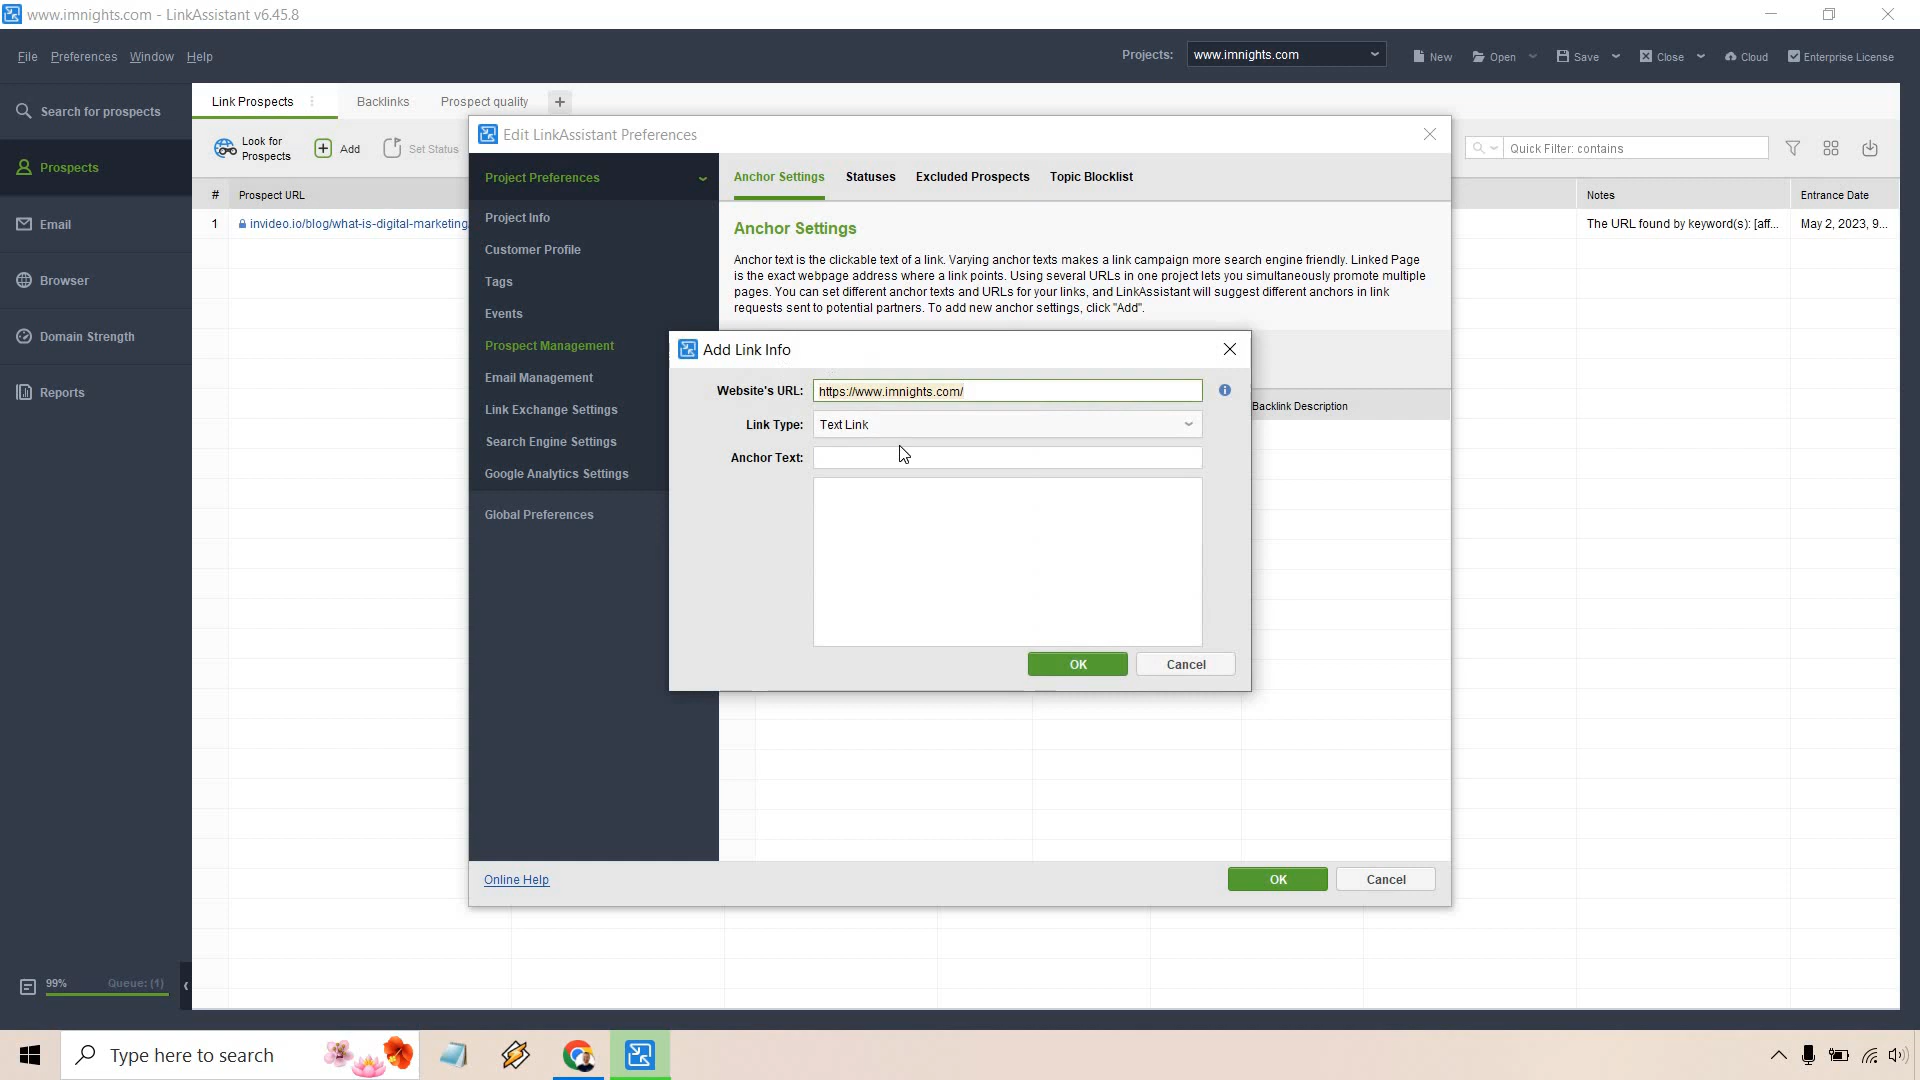 www.imnights.com - LinkAssistant v6.45.8
File Preferences Window Help
Projects: www.imnights.com
New Open Save Close Cloud Enterprise License
Search for prospects
Prospects
Email
Browser
Domain Strength
Reports
99% Queue: (1)
Link Prospects Backlinks Prospect quality +
Look for
Prospects
Add Set Status
Quick Filter: contains
# Prospect URL Notes Entrance Date
1 invideo.io/blog/what-is-digital-marketing The URL found by keyword(s): [aff... May 2, 2023, 9...
Edit LinkAssistant Preferences
Project Preferences
Project Info
Customer Profile
Tags
Events
Prospect Management
Email Management
Link Exchange Settings
Search Engine Settings
Google Analytics Settings
Global Preferences
Anchor Settings Statuses Excluded Prospects Topic Blocklist
Anchor Settings
Anchor text is the clickable text of a link. Varying anchor texts makes a link campaign more search engine friendly. Linked Page
is the exact webpage address where a link points. Using several URLs in one project lets you simultaneously promote multiple
pages. You can set different anchor texts and URLs for your links, and LinkAssistant will suggest different anchors in link
requests sent to potential partners. To add new anchor settings, click "Add".
Backlink Description
Add Link Info
Website's URL: https://www.imnights.com/
Link Type: Text Link
Anchor Text:
OK Cancel
Online Help
OK Cancel
Type here to search